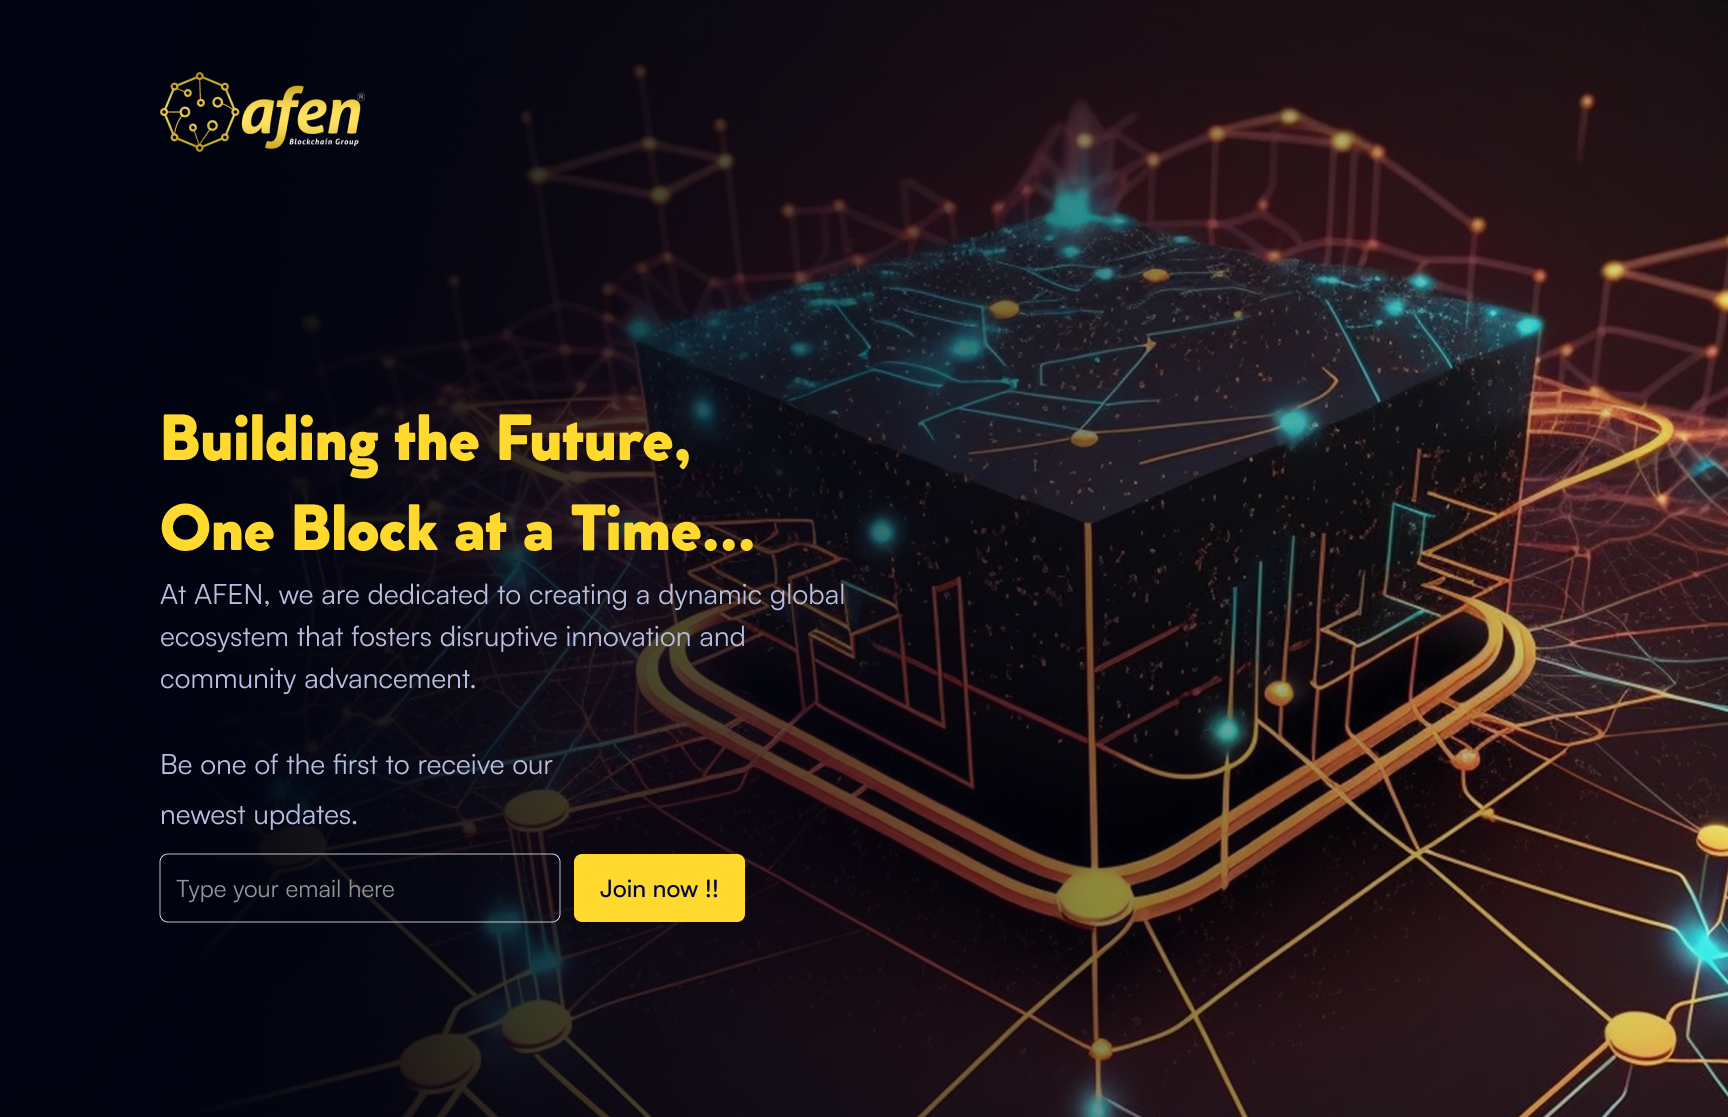 afen®
Blockchain Group
Building the Future,
One Block at a Time...
At AFEN, we are dedicated to creating a dynamic global
ecosystem that fosters disruptive innovation and
community advancement.
Be one of the first to receive our
newest updates.
Type your email here
Join now !!